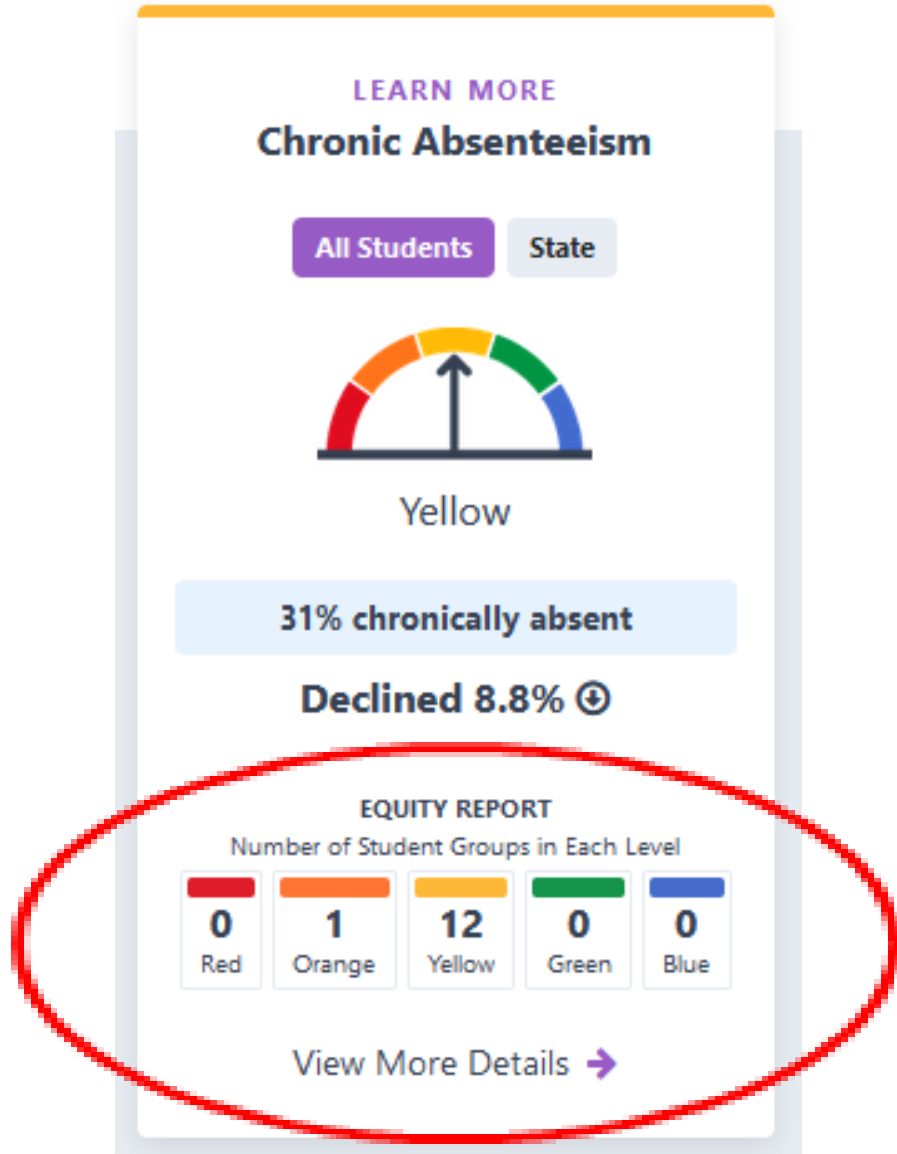 LEARN MORE
Chronic Absenteeism
All Students State
Yellow
31% chronically absent
Declined 8.8%
EQUITY REPORT
Number of Student Groups in Each Level
0 1 12 0 0
Red Orange Yellow Green Blue
View More Details